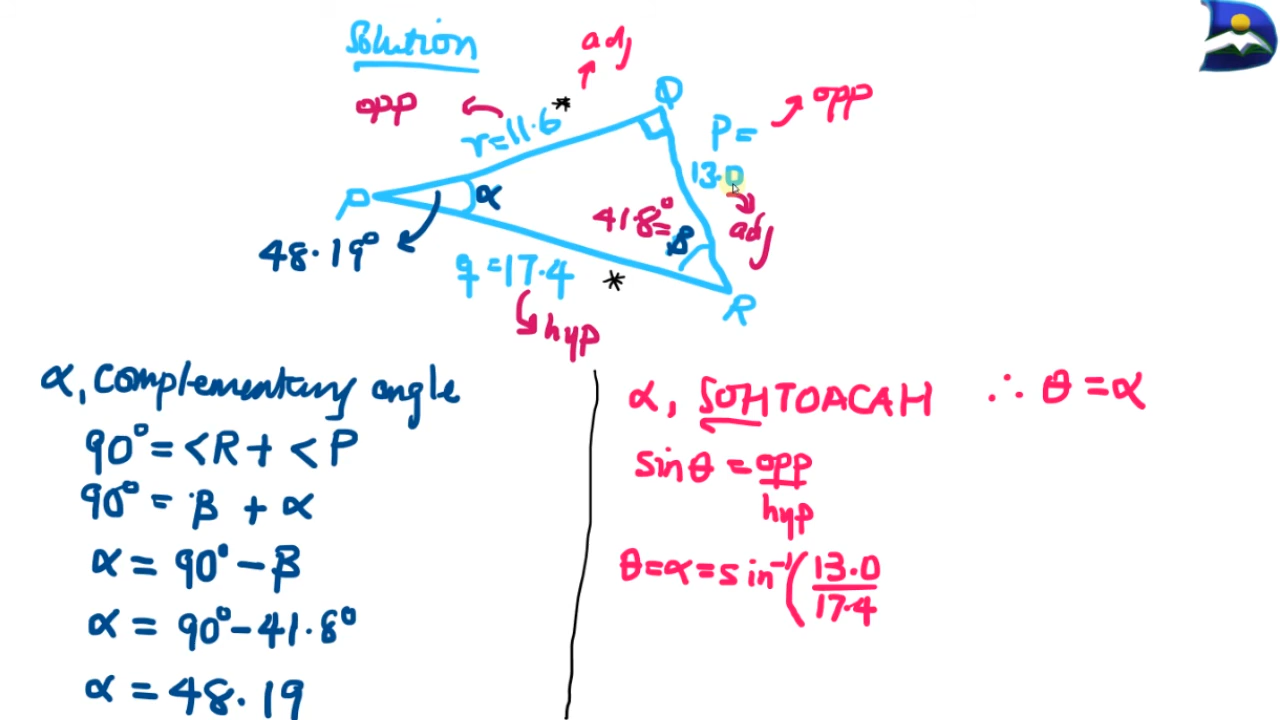 Solution
adj
opp
r=11.6*
Q
P=
opp
13.0
P
α
41.8°=
β
adj
48.19°
q=17.4
*
R
hyp
α, Complementary angle
90° = <R + <P
90° = β + α
α = 90° - β
α = 90° - 41.8°
α = 48.19
α, SOHTOACAH ∴ θ = α
sinθ = opp
hyp
θ=α=sin⁻¹(13.0
17.4